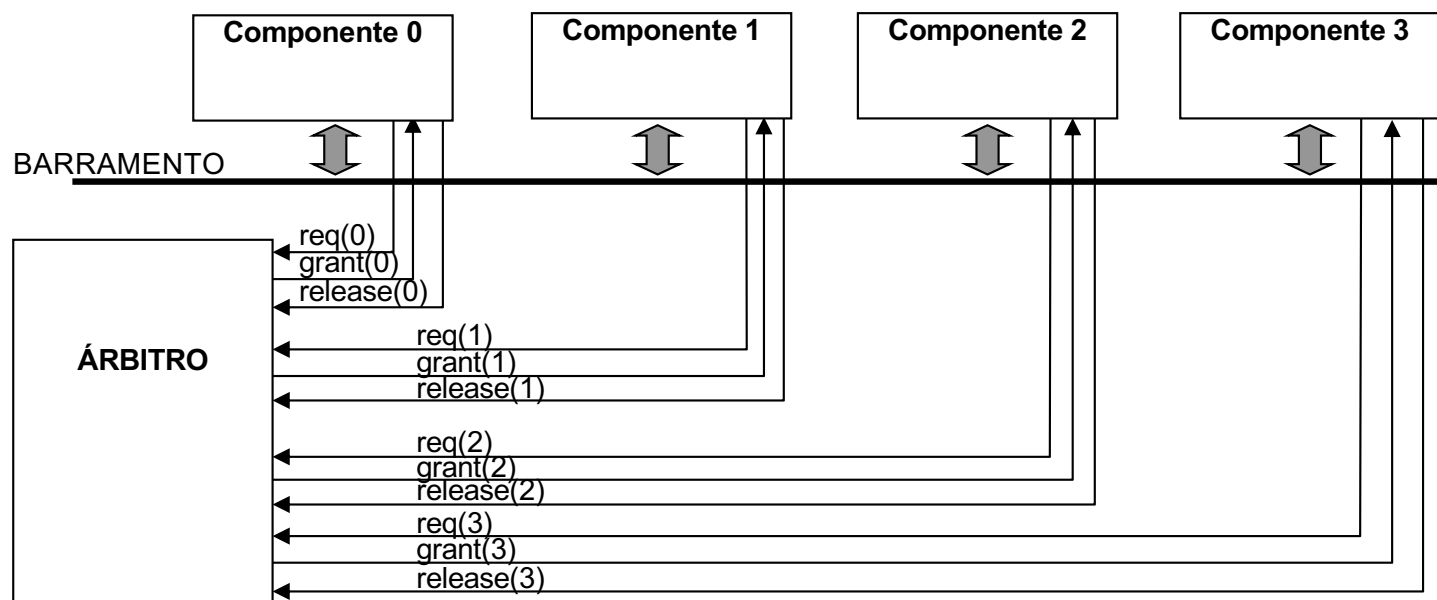 Componente 0
Componente 1
Componente 2
Componente 3
BARRAMENTO
req(0)
grant(0)
release(0)
ÁRBITRO
req(1)
grant(1)
release(1)
req(2)
grant(2)
release(2)
req(3)
grant(3)
release(3)